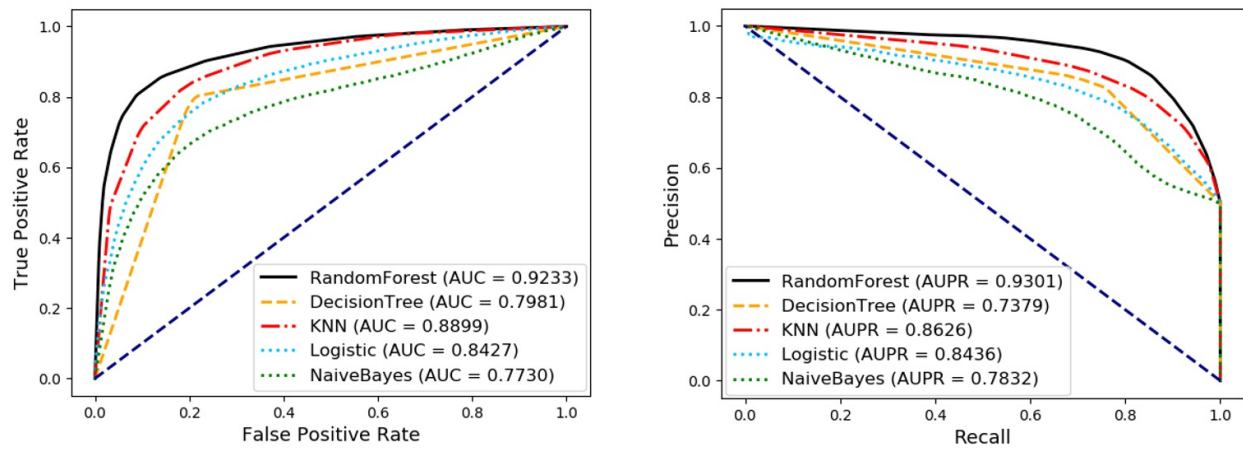 1.0
0.8
0.6
0.4
0.2
0.0
True Positive Rate
0.0
0.2
0.4
0.6
0.8
1.0
False Positive Rate
RandomForest (AUC = 0.9233)
DecisionTree (AUC = 0.7981)
KNN (AUC = 0.8899)
Logistic (AUC = 0.8427)
NaiveBayes (AUC = 0.7730)
1.0
0.8
0.6
0.4
0.2
0.0
Precision
0.0
0.2
0.4
0.6
0.8
1.0
Recall
RandomForest (AUPR = 0.9301)
DecisionTree (AUPR = 0.7379)
KNN (AUPR = 0.8626)
Logistic (AUPR = 0.8436)
NaiveBayes (AUPR = 0.7832)